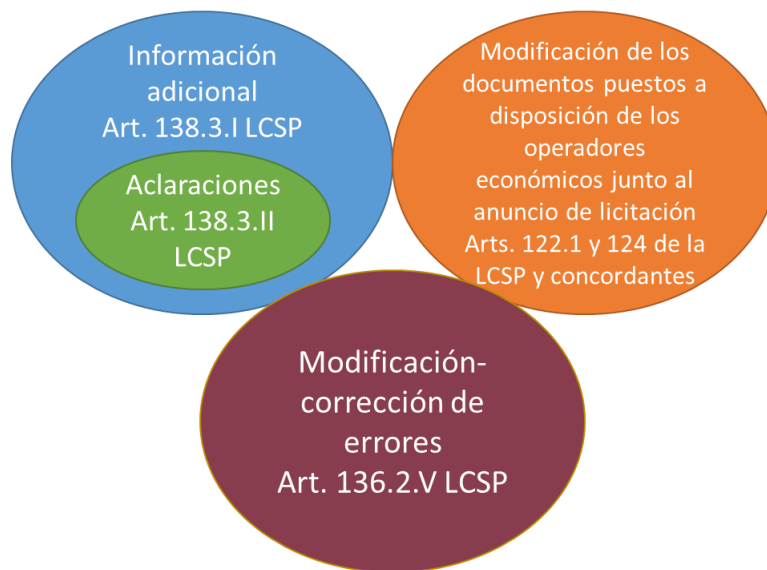 Información
adicional
Art. 138.3.I LCSP
Aclaraciones
Art. 138.3.II
LCSP
Modificación de los
documentos puestos a
disposición de los
operadores
económicos junto al
anuncio de licitación
Arts. 122.1 y 124 de la
LCSP y concordantes
Modificación-
corrección de
errores
Art. 136.2.V LCSP